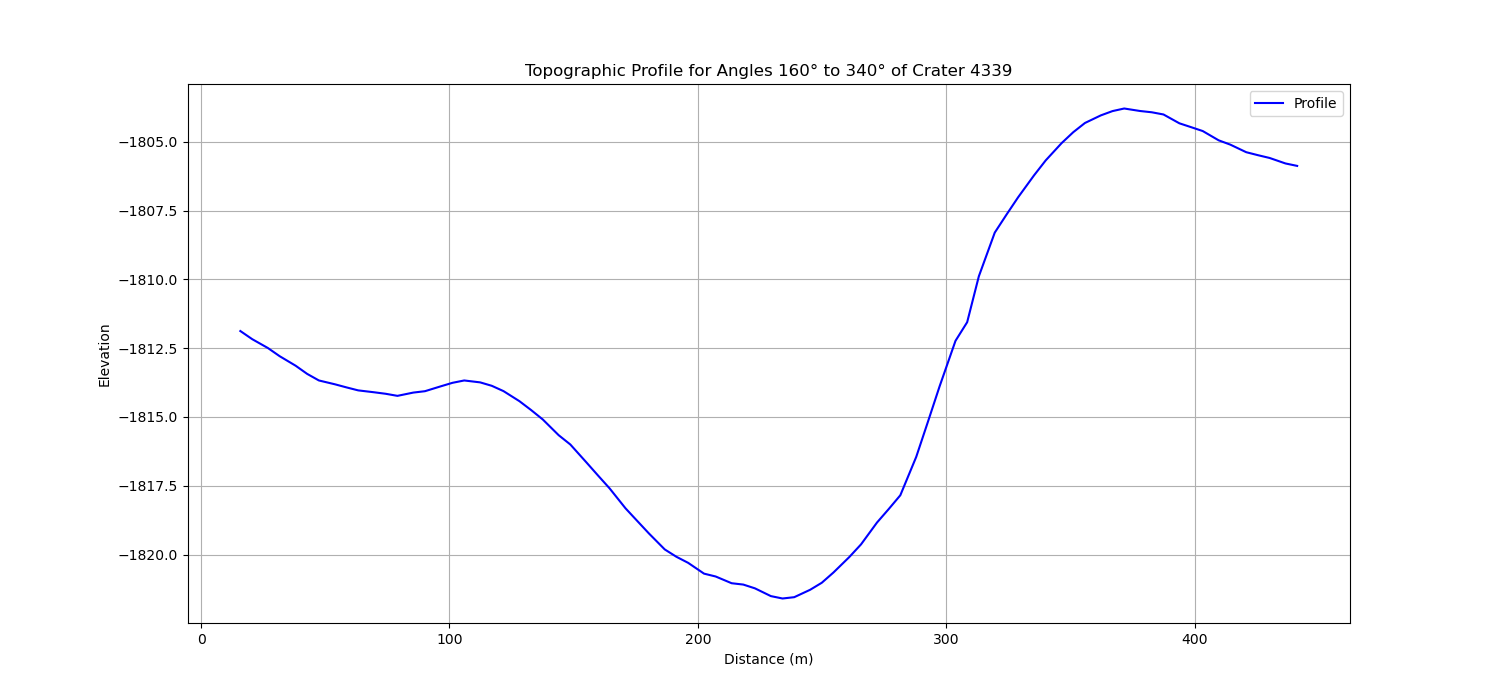 Topographic Profile for Angles 160° to 340° of Crater 4339
Profile
Elevation
−1805.0
−1807.5
−1810.0
−1812.5
−1815.0
−1817.5
−1820.0
0 100 200 300 400
Distance (m)